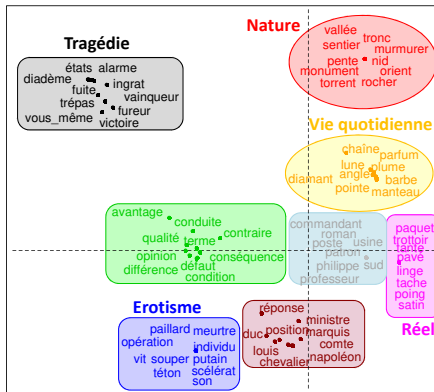 Tragédie
états alarme
diadème
ingrat
fuite
vainqueur
trépas
fureur
vous_même
victoire
Nature
vallée
tronc
sentier
murmurer
pente
nid
monument
orient
torrent
rocher
Vie quotidienne
chaîne
parfum
lune
plume
diamant
angle
barbe
pointe
manteau
avantage
conduite
contraire
qualité
terme
opinion
conséquence
différence
défaut
condition
commandant
roman
poste
usine
patron
philippe
sud
professeur
paquet
trottoir
tante
pavé
linge
tache
poing
satin
Réel
Erotisme
paillard
meurtre
opération
individu
vit souper
putain
téton
scélérat
son
réponse
ministre
duc
position
marquis
louis
comte
chevalier
napoléon